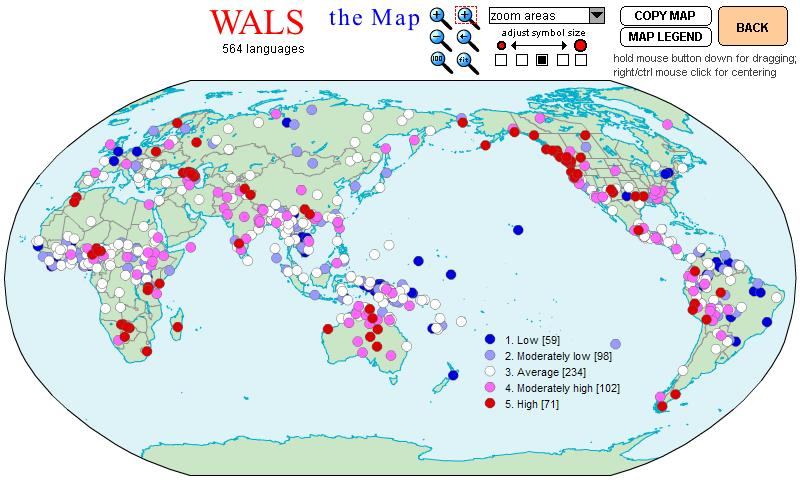 WALS
564 languages
the Map
100
fit
zoom areas
adjust symbol size
COPY MAP
MAP LEGEND
BACK
hold mouse button down for dragging;
right/ctrl mouse click for centering
1. Low [59]
2. Moderately low [98]
3. Average [234]
4. Moderately high [102]
5. High [71]